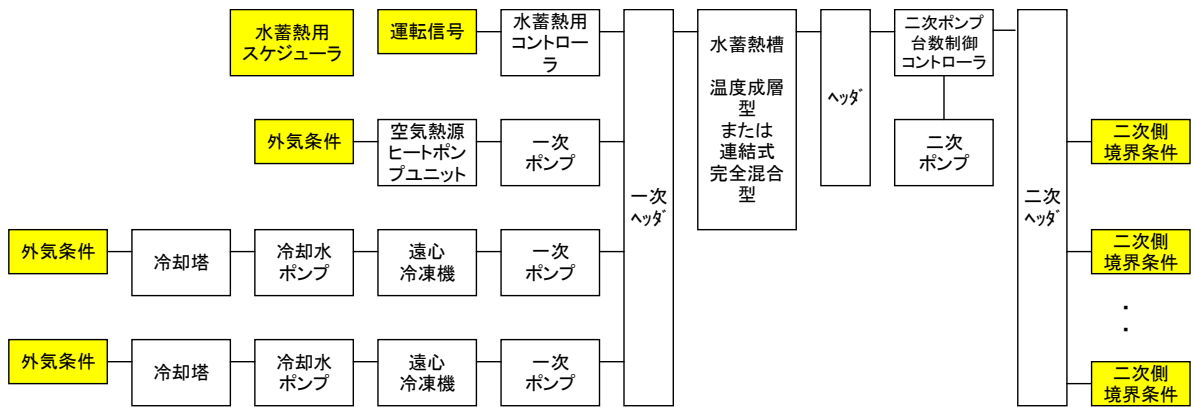 水蓄熱用
スケジューラ
運転信号
水蓄熱用
コントロー
ラ
一次
ﾍｯﾀﾞ
水蓄熱槽
温度成層
型
または
連結式
完全混合
型
ﾍｯﾀﾞ
二次ポンプ
台数制御
コントローラ
二次
ポンプ
二次
ﾍｯﾀﾞ
外気条件
空気熱源
ヒートポン
プユニット
一次
ポンプ
二次側
境界条件
外気条件
冷却塔
冷却水
ポンプ
遠心
冷凍機
一次
ポンプ
二次側
境界条件
・
・
外気条件
冷却塔
冷却水
ポンプ
遠心
冷凍機
一次
ポンプ
二次側
境界条件